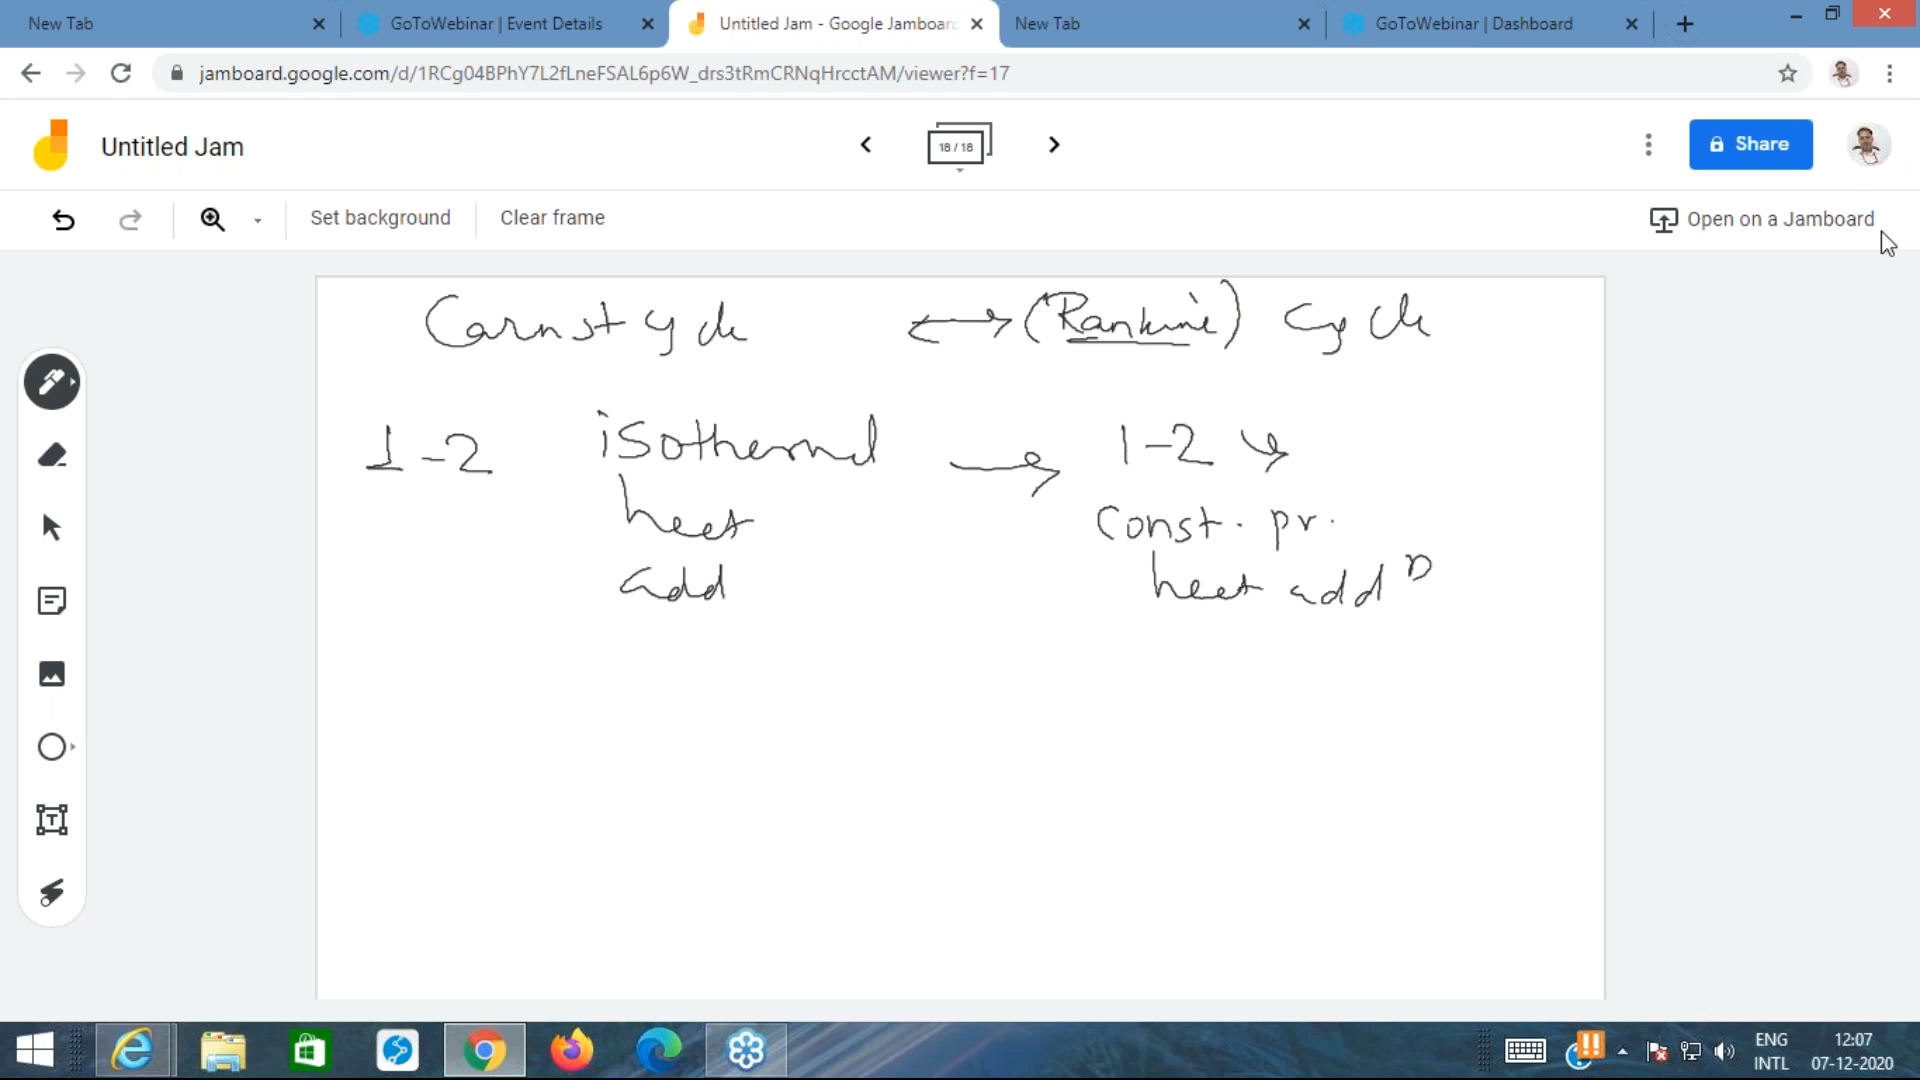 New Tab GoToWebinar | Event Details Untitled Jam - Google Jamboard New Tab GoToWebinar | Dashboard
jamboard.google.com/d/1RCg04BPhY7L2fLneFSAL6p6W_drs3tRmCRNqHrcctAM/viewer?f=17
Untitled Jam 18 / 18 Share
Set background Clear frame Open on a Jamboard
Carnot cycle (Rankine) Cycle
1-2 isothermal 1-2
heat const. pr.
add heat addn
ENG 12:07
INTL 07-12-2020